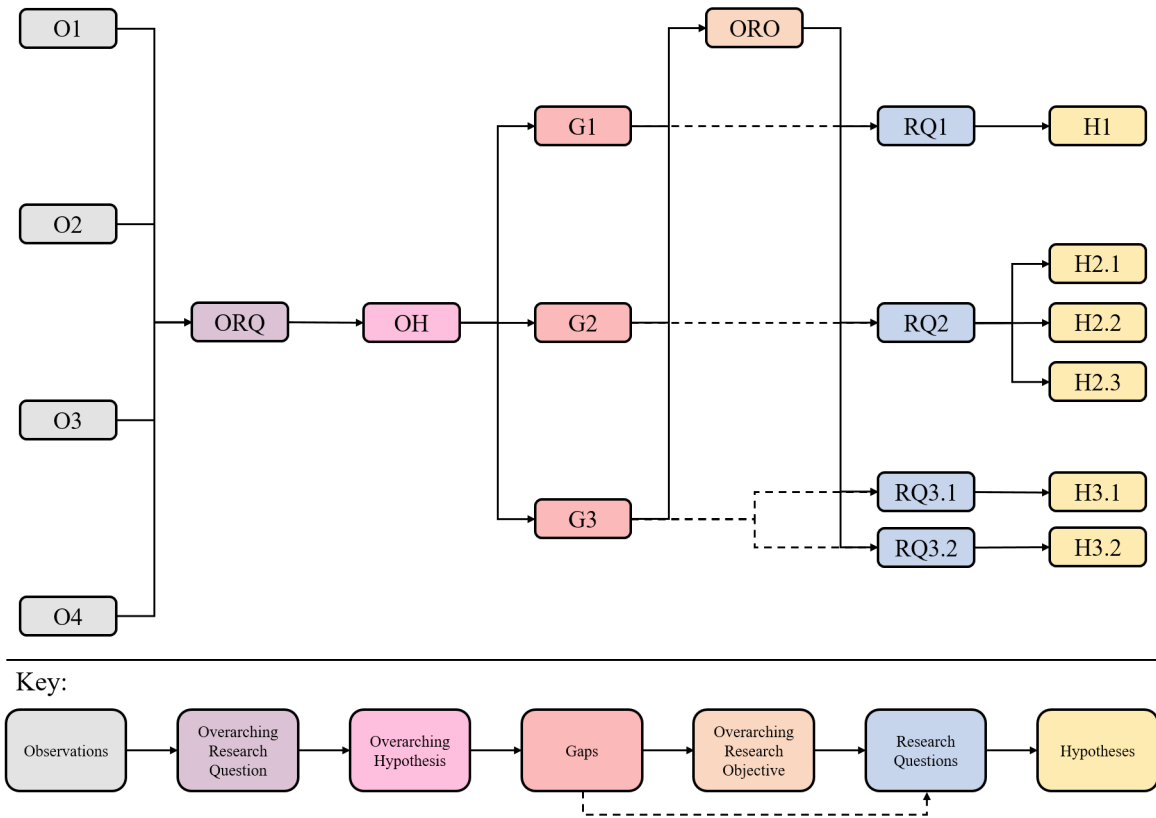 O1
ORO
G1
RQ1
H1
O2
H2.1
ORQ
OH
G2
RQ2
H2.2
H2.3
O3
RQ3.1
H3.1
G3
RQ3.2
H3.2
O4
Key:
Observations
Overarching
Research
Question
Overarching
Hypothesis
Gaps
Overarching
Research
Objective
Research
Questions
Hypotheses